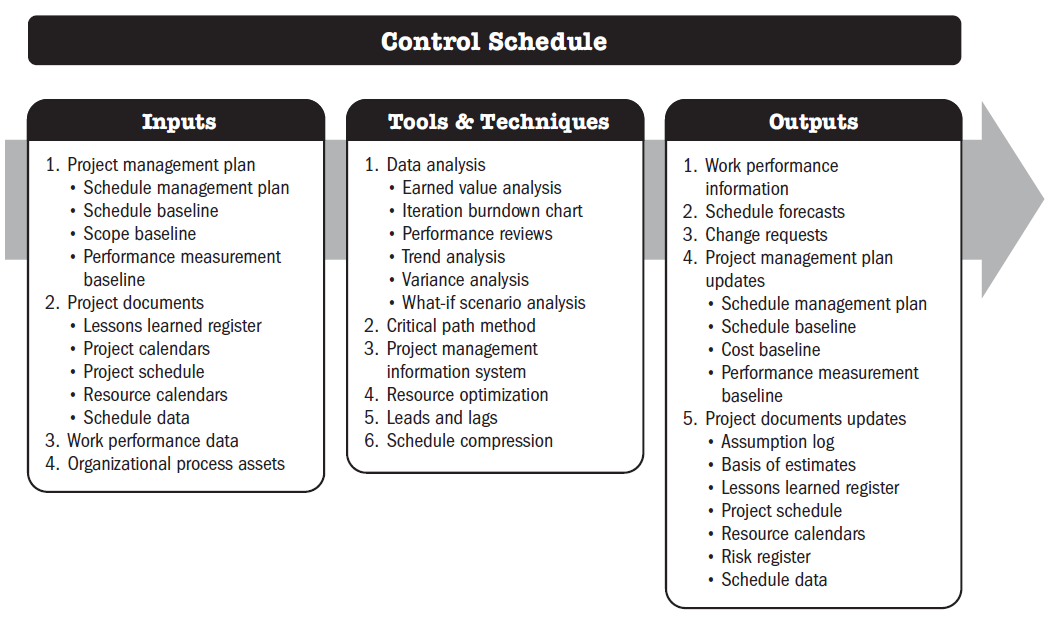 Control Schedule
Inputs
1. Project management plan
• Schedule management plan
• Schedule baseline
• Scope baseline
• Performance measurement
baseline
2. Project documents
• Lessons learned register
• Project calendars
• Project schedule
• Resource calendars
• Schedule data
3. Work performance data
4. Organizational process assets
Tools & Techniques
1. Data analysis
• Earned value analysis
• Iteration burndown chart
• Performance reviews
• Trend analysis
• Variance analysis
• What-if scenario analysis
2. Critical path method
3. Project management
information system
4. Resource optimization
5. Leads and lags
6. Schedule compression
Outputs
1. Work performance
information
2. Schedule forecasts
3. Change requests
4. Project management plan
updates
• Schedule management plan
• Schedule baseline
• Cost baseline
• Performance measurement
baseline
5. Project documents updates
• Assumption log
• Basis of estimates
• Lessons learned register
• Project schedule
• Resource calendars
• Risk register
• Schedule data